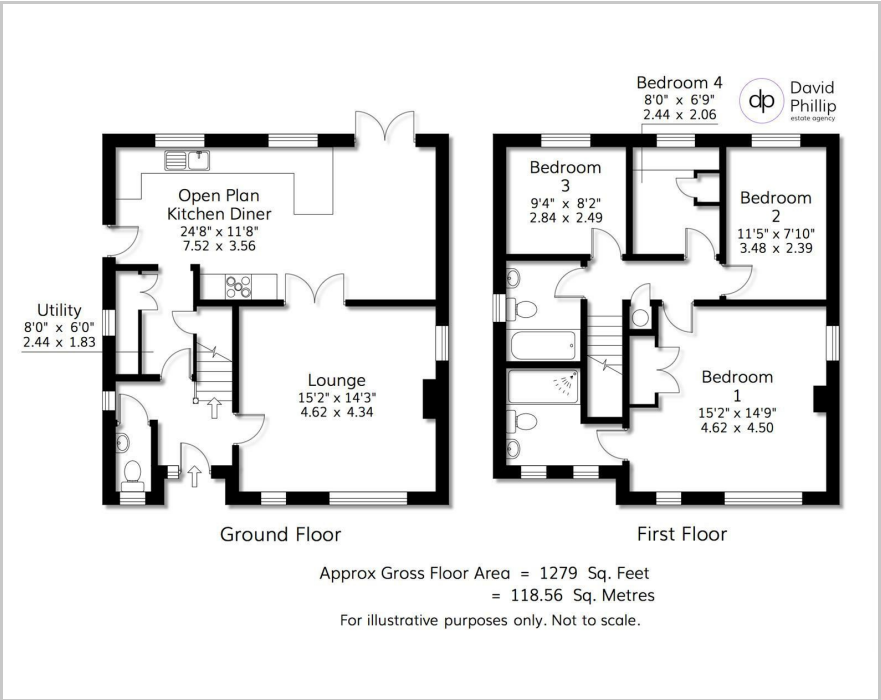 Bedroom 4
8'0" x 6'9"
2.44 x 2.06
dp
David
Phillip
estate agency
Open Plan
Kitchen Diner
24'8" x 11'8"
7.52 x 3.56
Utility
8'0" x 6'0"
2.44 x 1.83
Lounge
15'2" x 14'3"
4.62 x 4.34
Bedroom
3
9'4" x 8'2"
2.84 x 2.49
Bedroom
2
11'5" x 7'10"
3.48 x 2.39
Bedroom
1
15'2" x 14'9"
4.62 x 4.50
Ground Floor
First Floor
Approx Gross Floor Area = 1279 Sq. Feet
= 118.56 Sq. Metres
For illustrative purposes only. Not to scale.